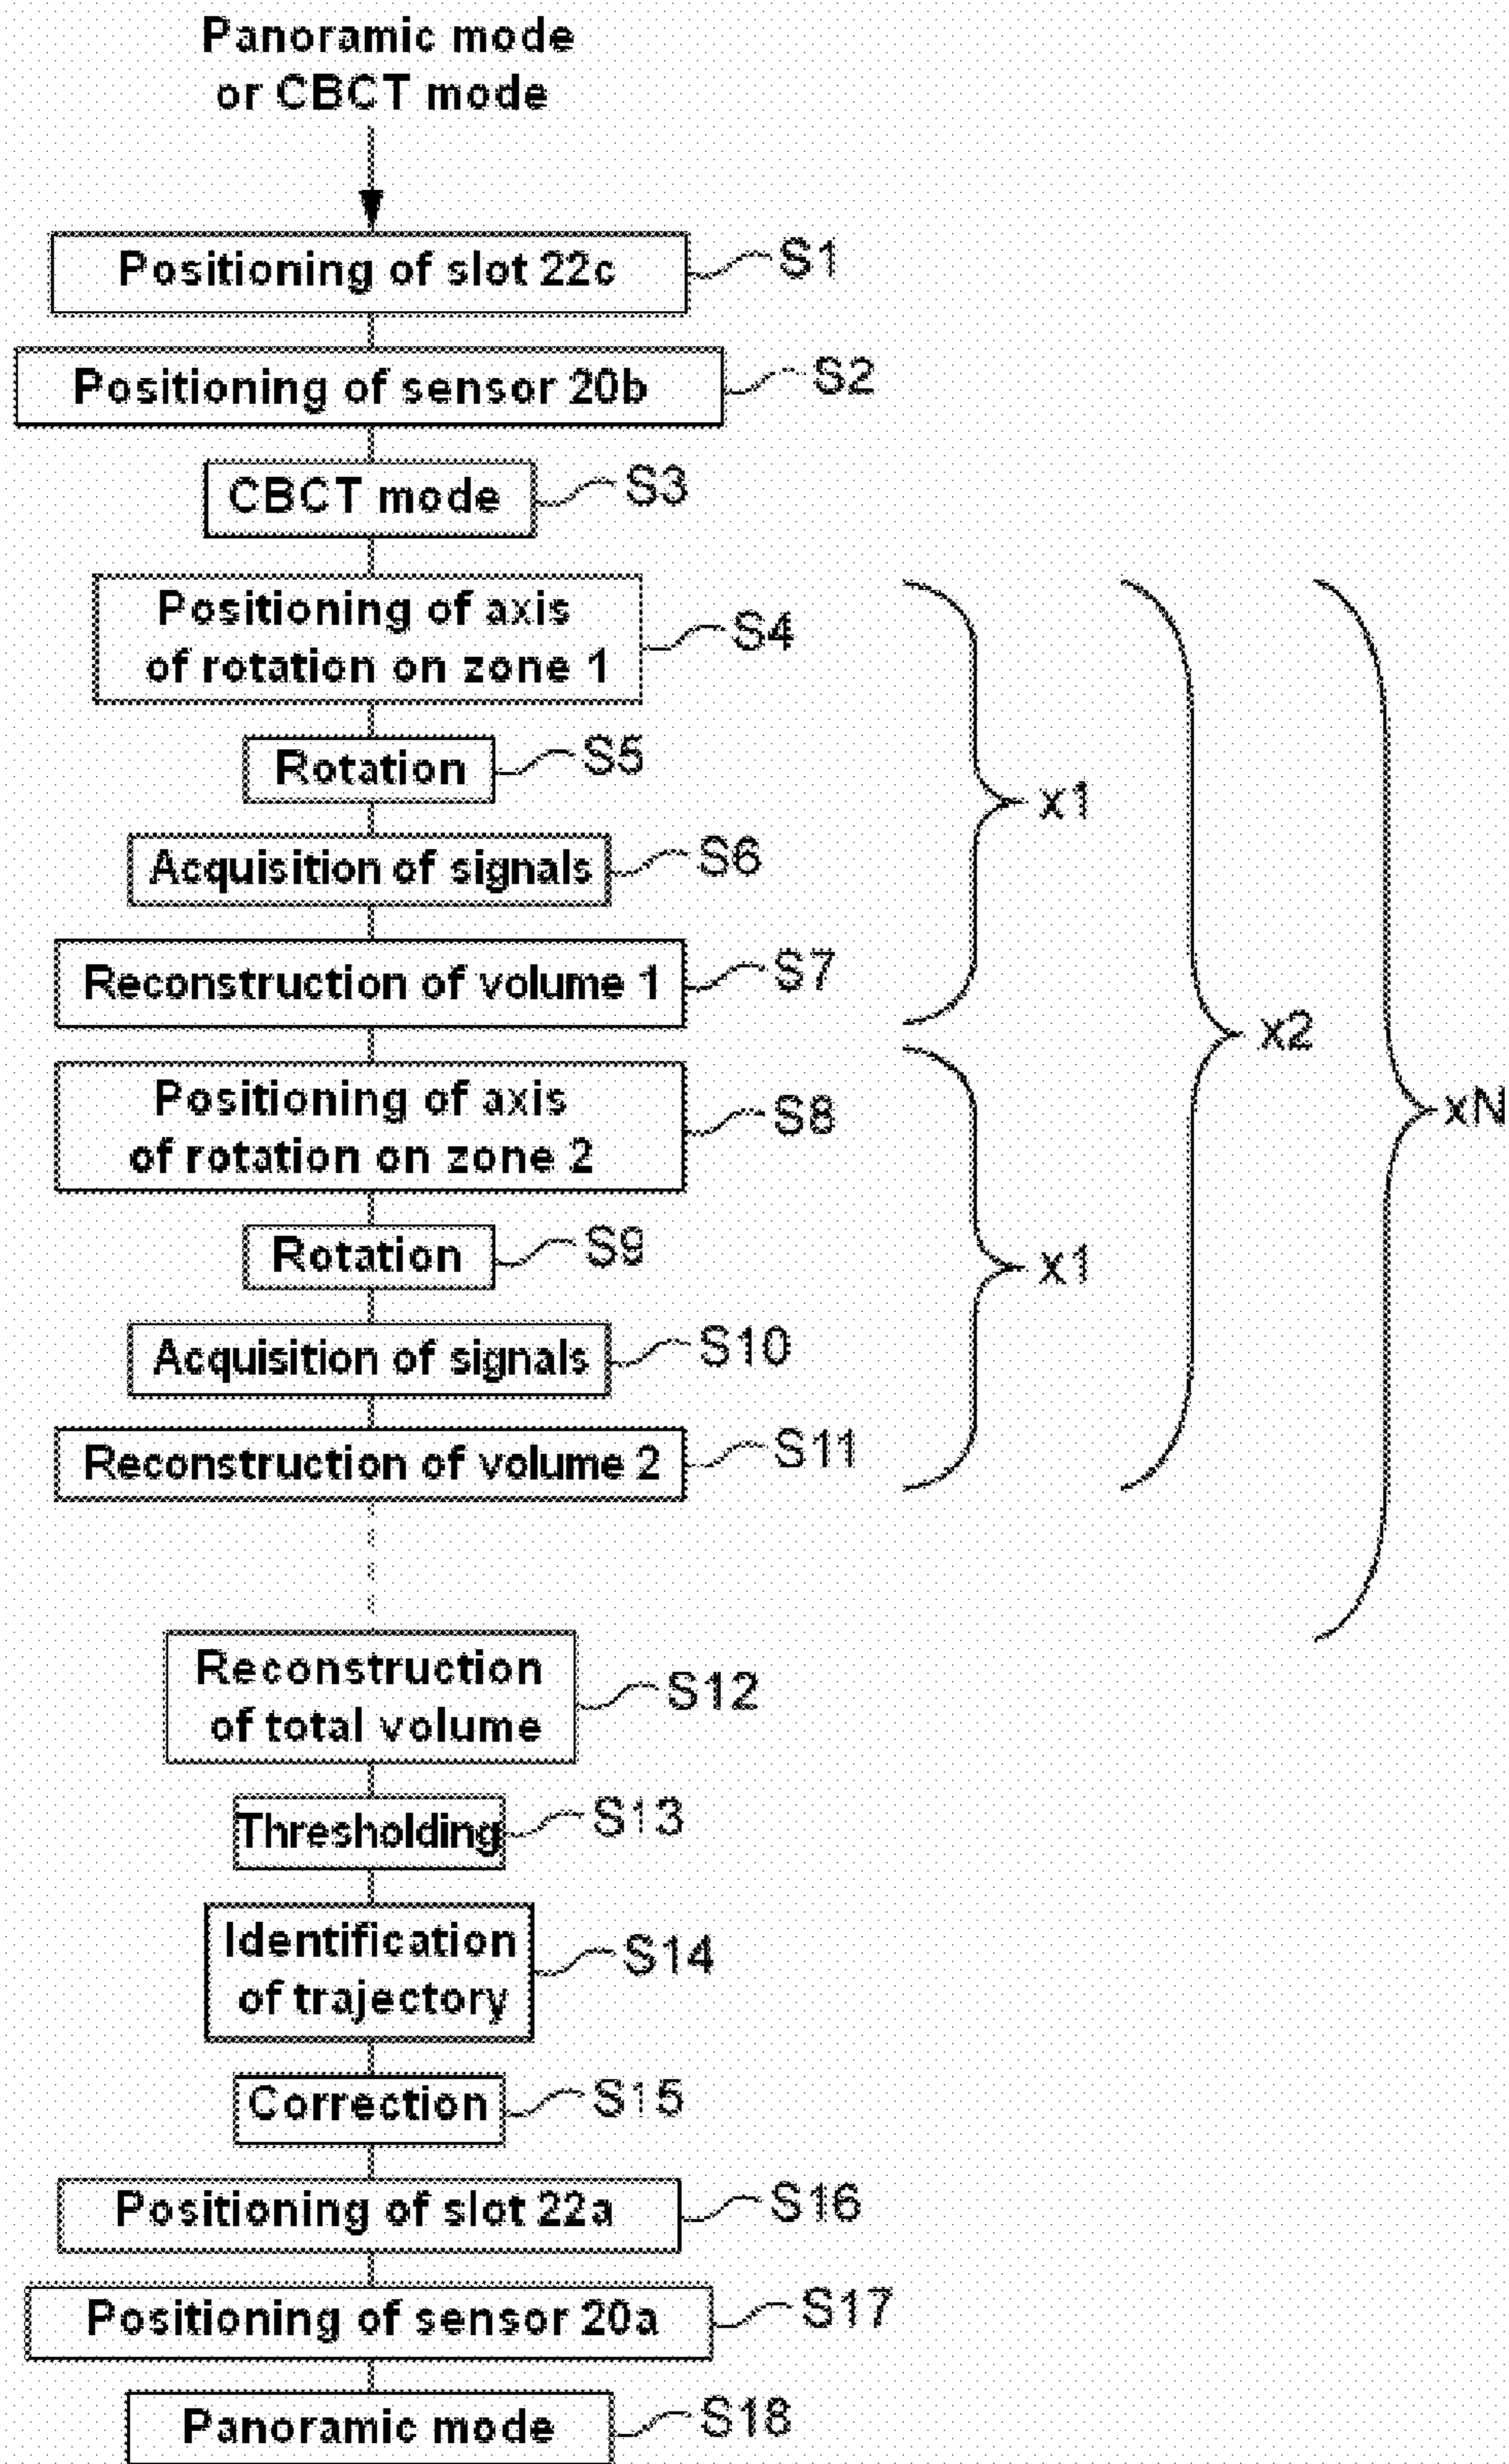 Panoramic mode
or CBCT mode
Positioning of slot 22c
S1
Positioning of sensor 20b
S2
CBCT mode
S3
Positioning of axis
of rotation on zone 1
S4
Rotation
S5
x1
Acquisition of signals
S6
Reconstruction of volume 1
S7
x2
Positioning of axis
of rotation on zone 2
S8
xN
Rotation
S9
x1
Acquisition of signals
S10
Reconstruction of volume 2
S11
Reconstruction
of total volume
S12
Thresholding
S13
Identification
of trajectory
S14
Correction
S15
Positioning of slot 22a
S16
Positioning of sensor 20a
S17
Panoramic mode
S18